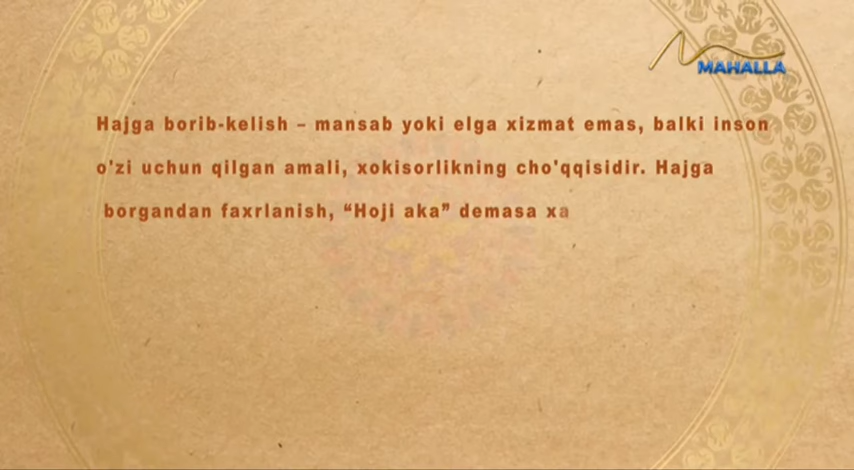 MAHALLA
Hajga borib-kelish – mansab yoki elga xizmat emas, balki inson
o'zi uchun qilgan amali, xokisorlikning cho'qqisidir. Hajga
borgandan faxrlanish, “Hoji aka” demasa xa